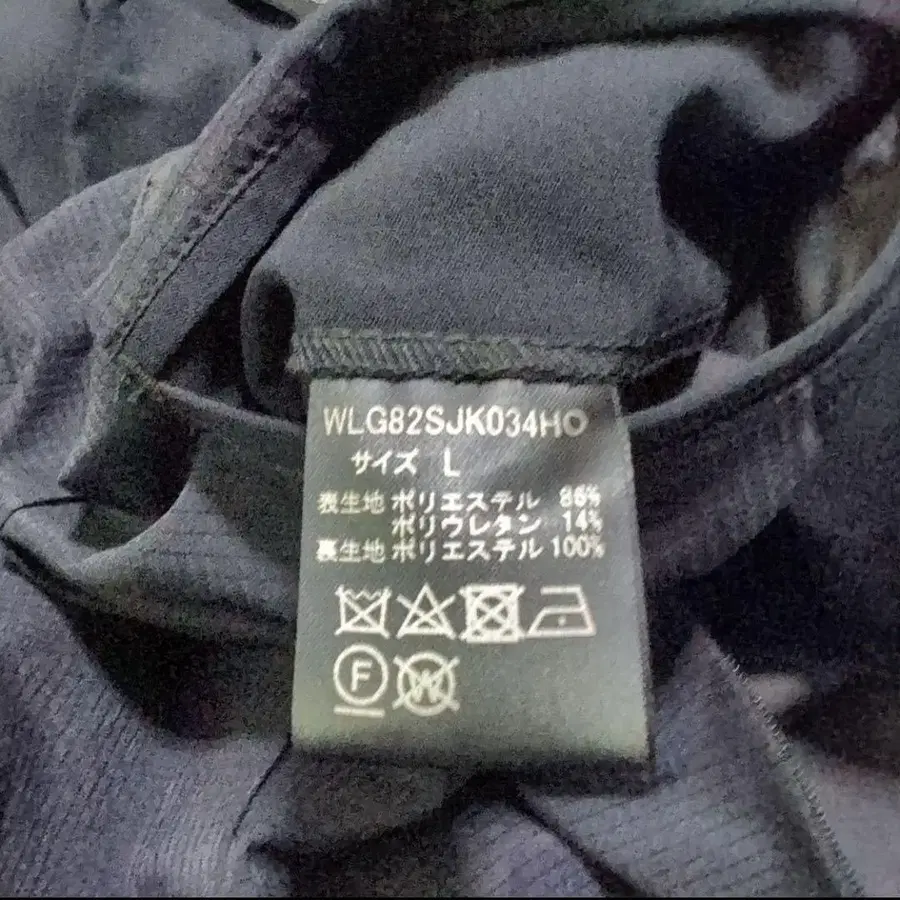 WLG82SJK034HO
サイズ L
表生地 ポリエステル 86%
ポリウレタン 14%
裏生地 ポリエステル 100%
F
W